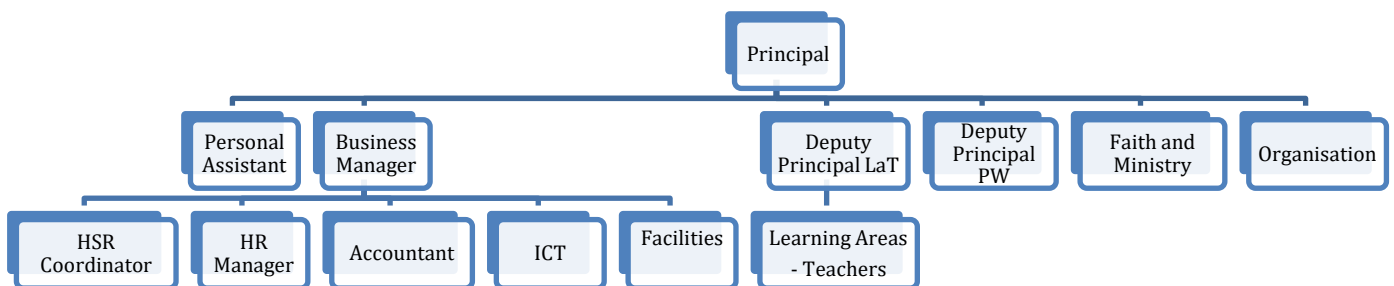 Principal
Personal
Assistant
Business
Manager
Deputy
Principal LaT
Deputy
Principal
PW
Faith and
Ministry
Organisation
HSR
Coordinator
HR
Manager
Accountant
ICT
Facilities
Learning Areas
- Teachers